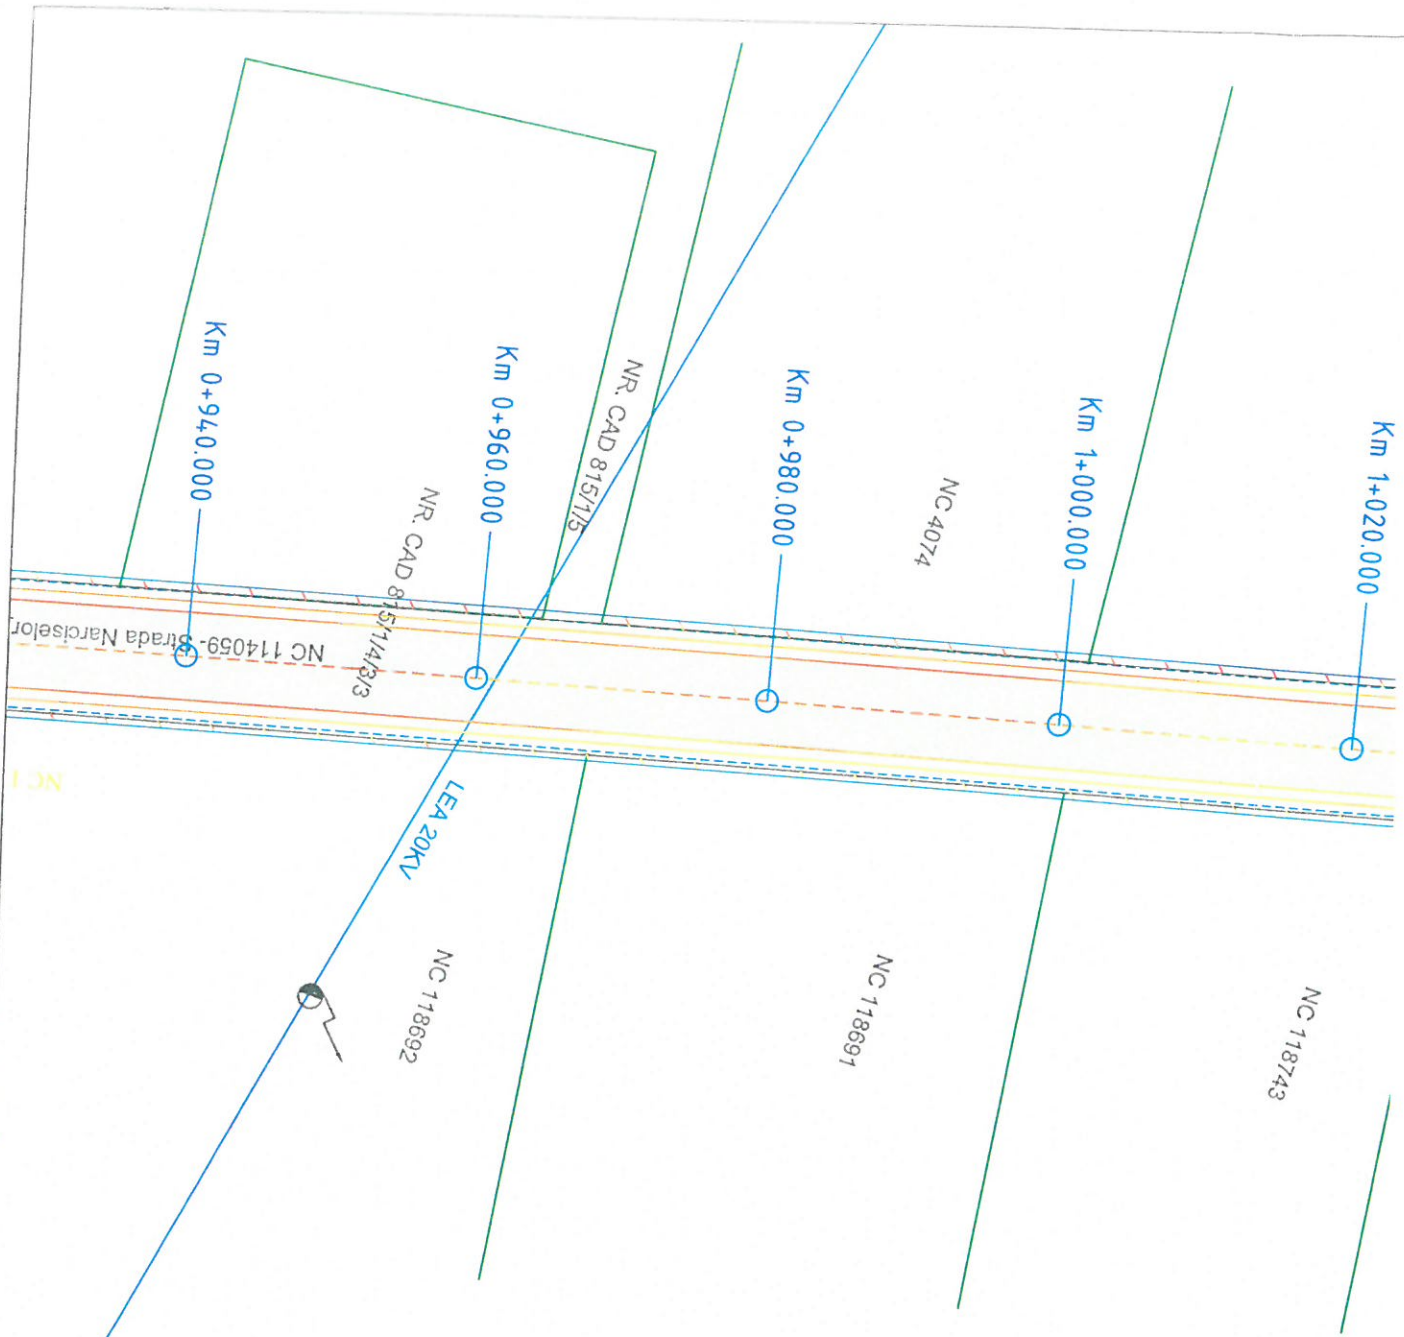 Km 0+940.000
Km 0+960.000
Km 0+980.000
Km 1+000.000
Km 1+020.000
NR. CAD 815/1/5
NC 4074
NR. CAD 815/1/4/3/3
NC 114059- Strada Narciselor
LEA 20KV
NC 1
NC 118692
NC 118691
NC 118743